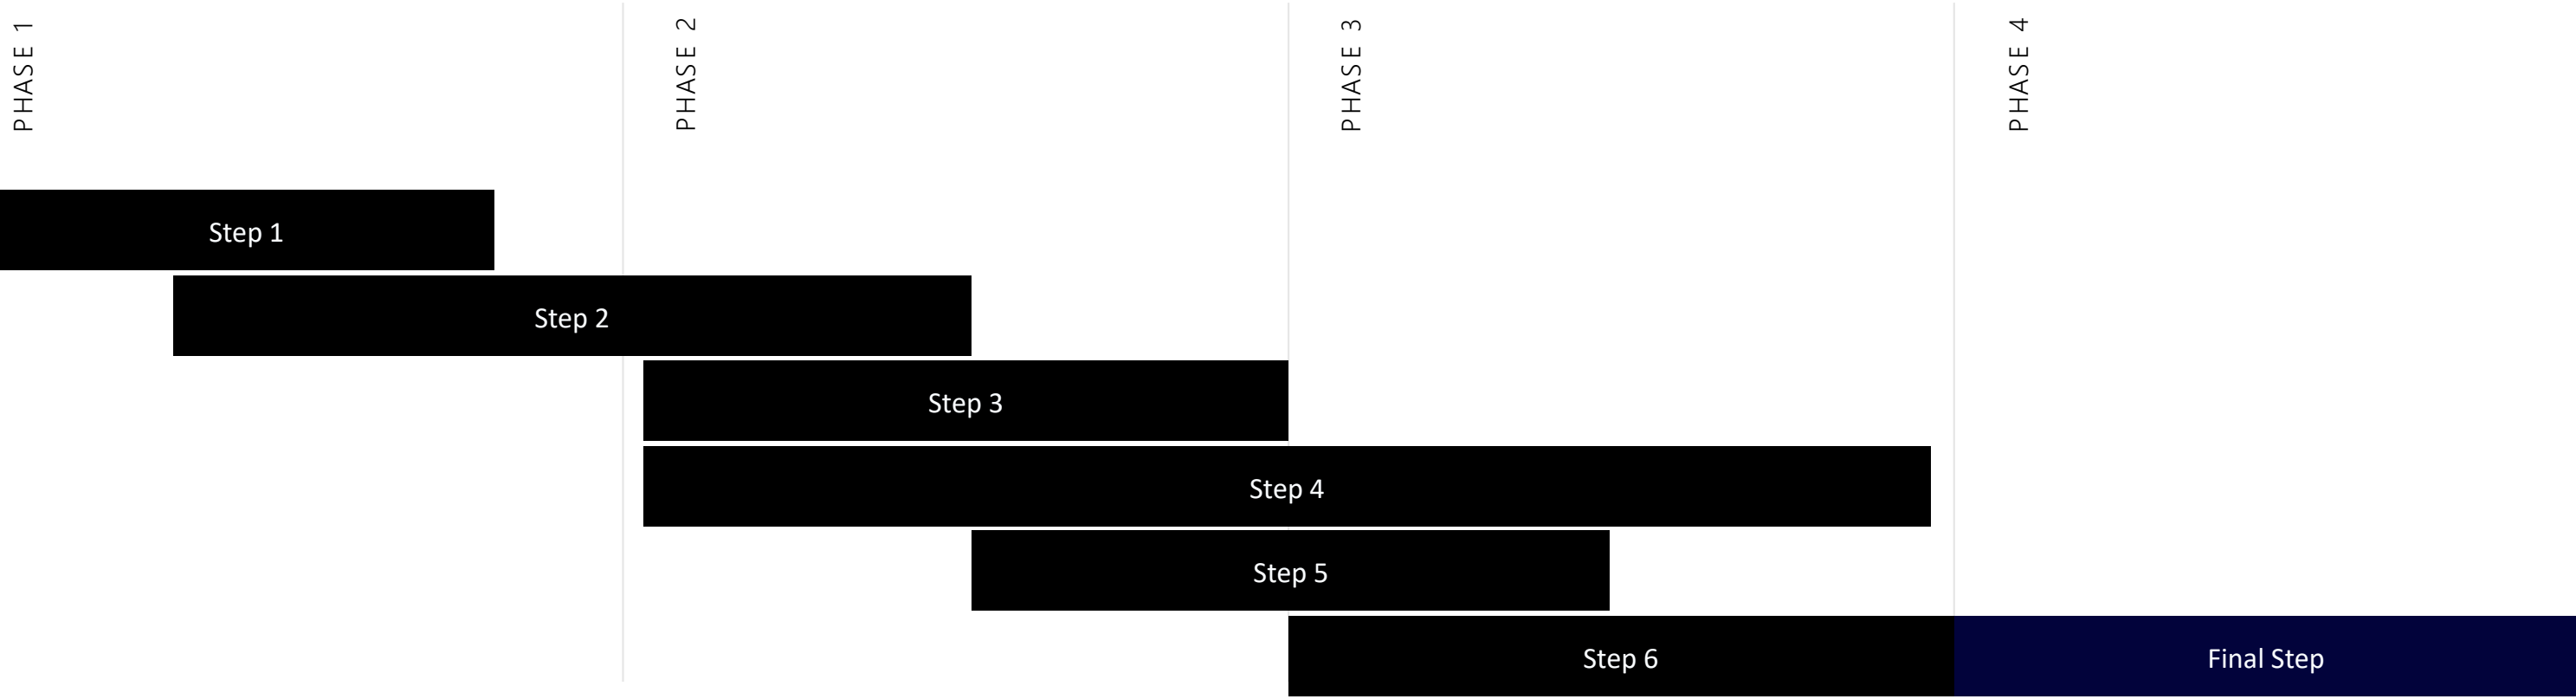 PHASE 1
PHASE 2
PHASE 3
PHASE 4
Step 1
Step 2
Step 3
Step 4
Step 5
Step 6
Final Step